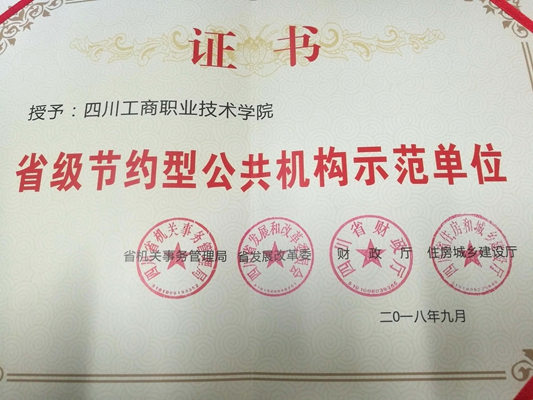 证书
授予：四川工商职业技术学院
省级节约型公共机构示范单位
省机关事务管理局 省发展改革委 财政厅 住房城乡建设厅
二〇一八年九月